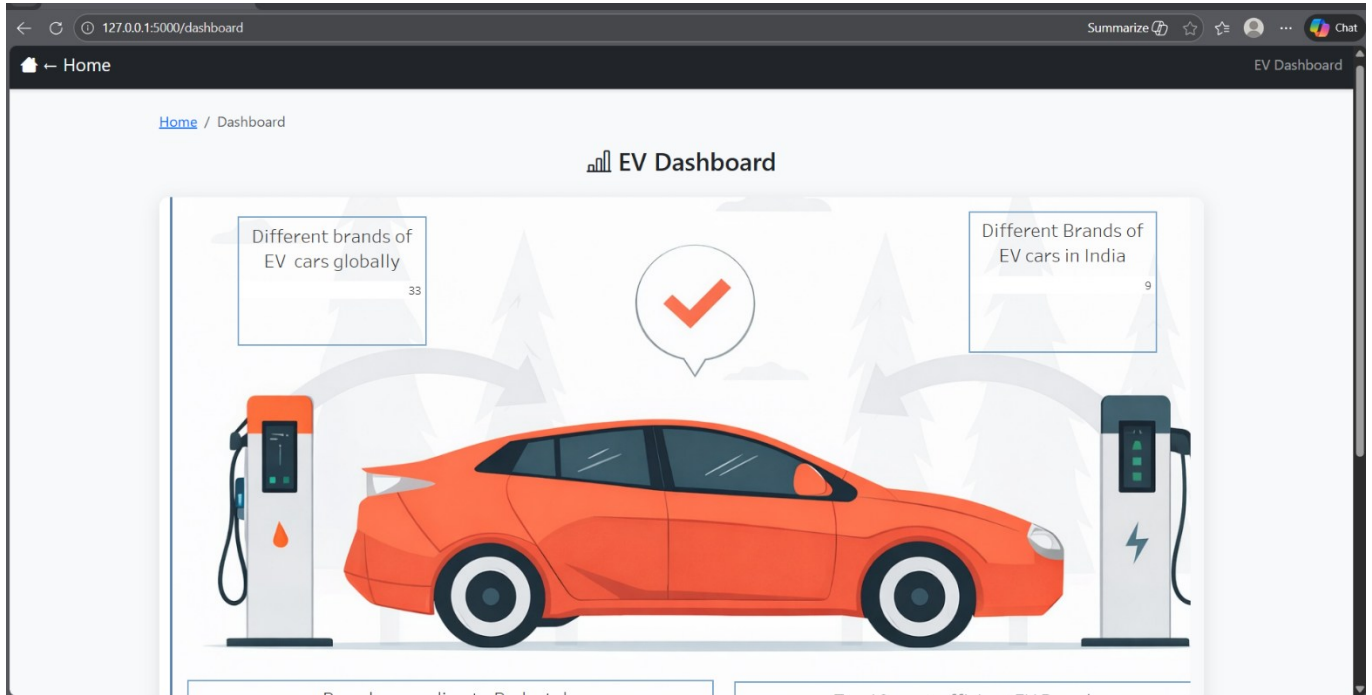 127.0.0.1:5000/dashboard
Summarize
Chat
← Home
EV Dashboard
Home / Dashboard
EV Dashboard
Different brands of
EV cars globally
33
Different Brands of
EV cars in India
9